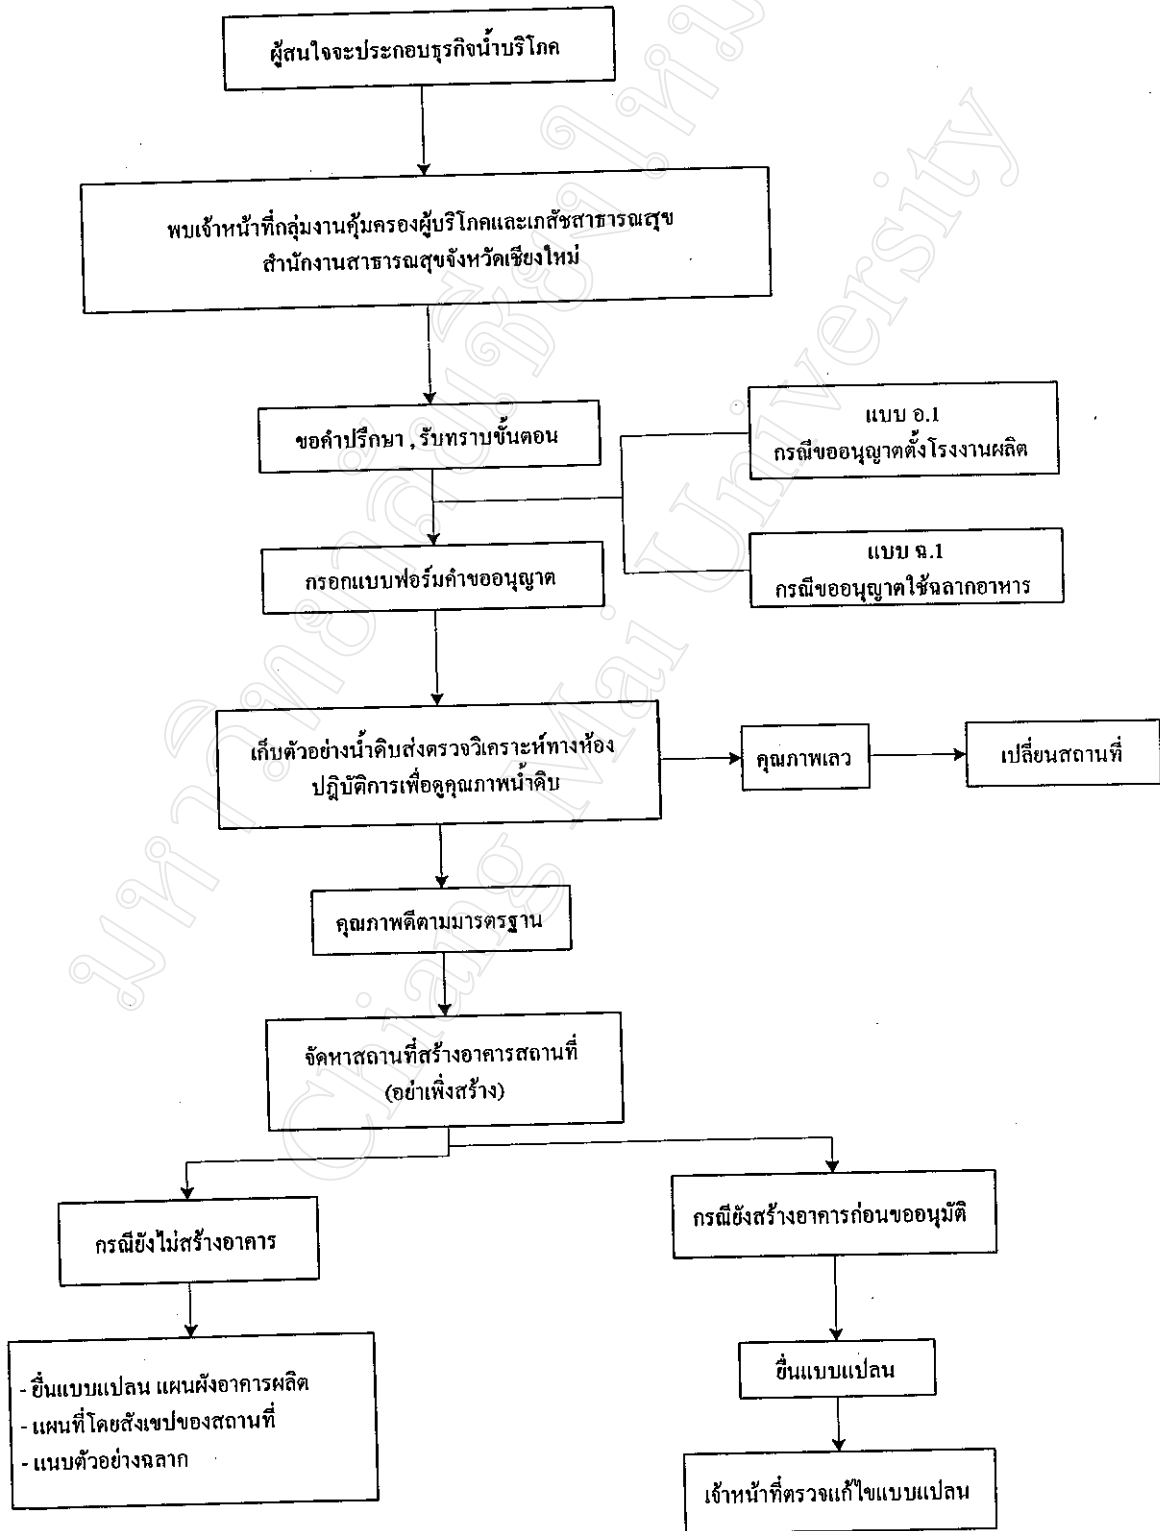 ผู้สนใจจะประกอบธุรกิจน้ำบริโภค
พบเจ้าหน้าที่กลุ่มงานคุ้มครองผู้บริโภคและเภสัชสาธารณสุข
สำนักงานสาธารณสุขจังหวัดเชียงใหม่
ขอคำปรึกษา , รับทราบขั้นตอน
แบบ อ.1
กรณีขออนุญาตตั้งโรงงานผลิต
กรอกแบบฟอร์มคำขออนุญาต
แบบ ฉ.1
กรณีขออนุญาตใช้ฉลากอาหาร
เก็บตัวอย่างน้ำดิบส่งตรวจวิเคราะห์ทางห้อง
ปฎิบัติการเพื่อดูคุณภาพน้ำดิบ
คุณภาพเลว
เปลี่ยนสถานที่
คุณภาพดีตามมารตรฐาน
จัดหาสถานที่สร้างอาคารสถานที่
(อย่าเพิ่งสร้าง)
กรณียังไม่สร้างอาคาร
กรณียังสร้างอาคารก่อนขออนุมัติ
- ยื่นแบบแปลน แผนผังอาคารผลิต
- แผนที่โดยสังเขปของสถานที่
- แนบตัวอย่างฉลาก
ยื่นแบบแปลน
เจ้าหน้าที่ตรวจแก้ไขแบบแปลน
มหาวิทยาลัยเชียงใหม่
Chiang Mai University